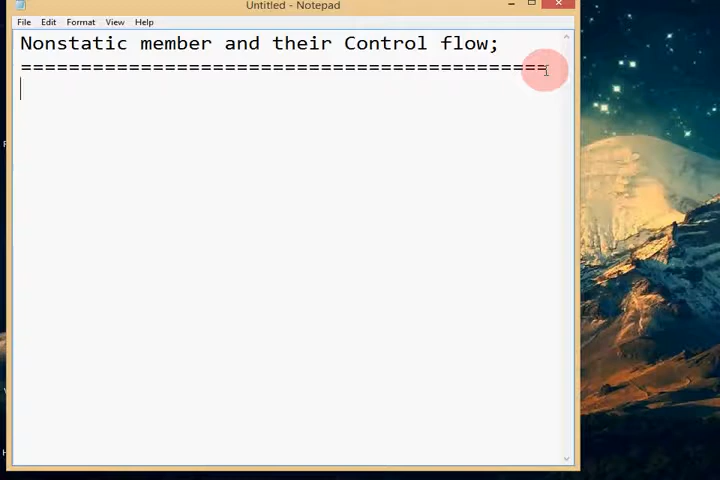 Untitled - Notepad
File Edit Format View Help
Nonstatic member and their Control flow;
============================================